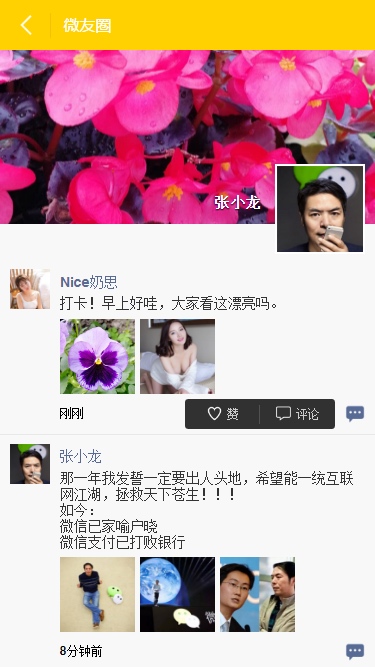 微友圈
张小龙
Nice奶思
打卡！早上好哇，大家看这漂亮吗。
刚刚
赞
评论
张小龙
那一年我发誓一定要出人头地，希望能一统互联
网江湖，拯救天下苍生！！！
如今：
微信已家喻户晓
微信支付已打败银行
8分钟前